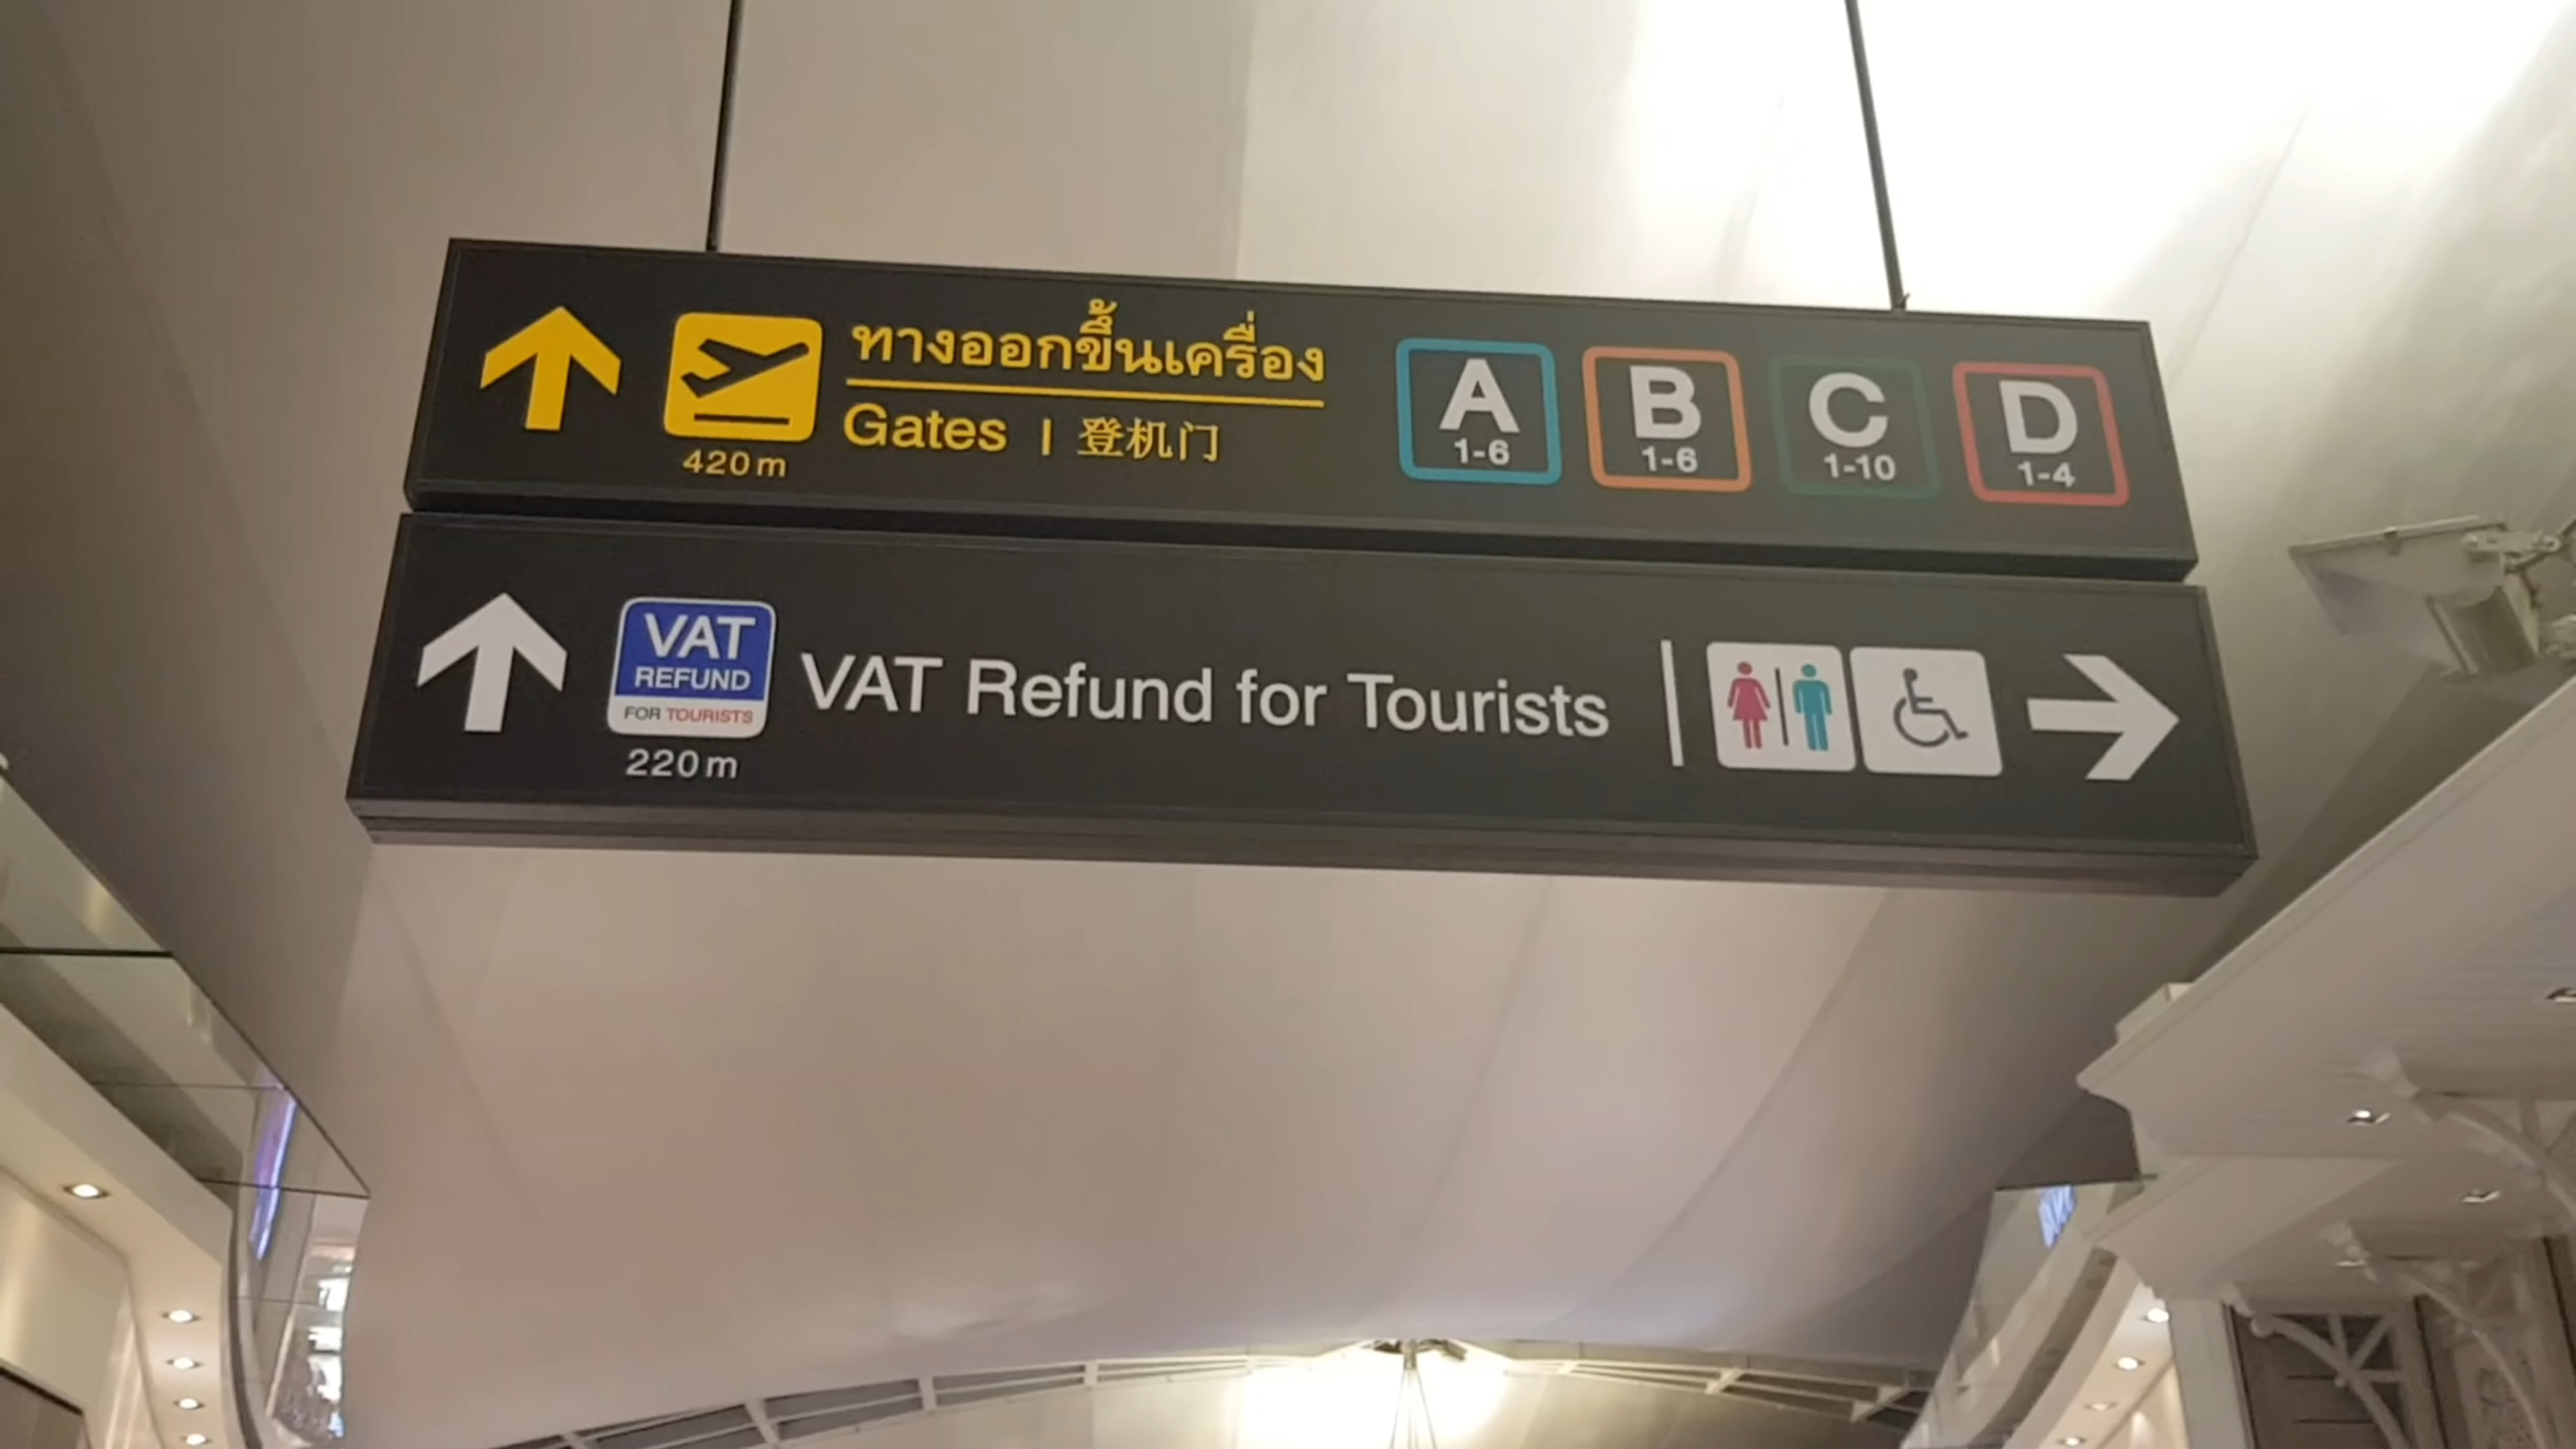 ทางออกขึ้นเครื่อง
Gates | 登机门
420 m
A
1-6
B
1-6
C
1-10
D
1-4
VAT
REFUND
FOR TOURISTS
220 m
VAT Refund for Tourists